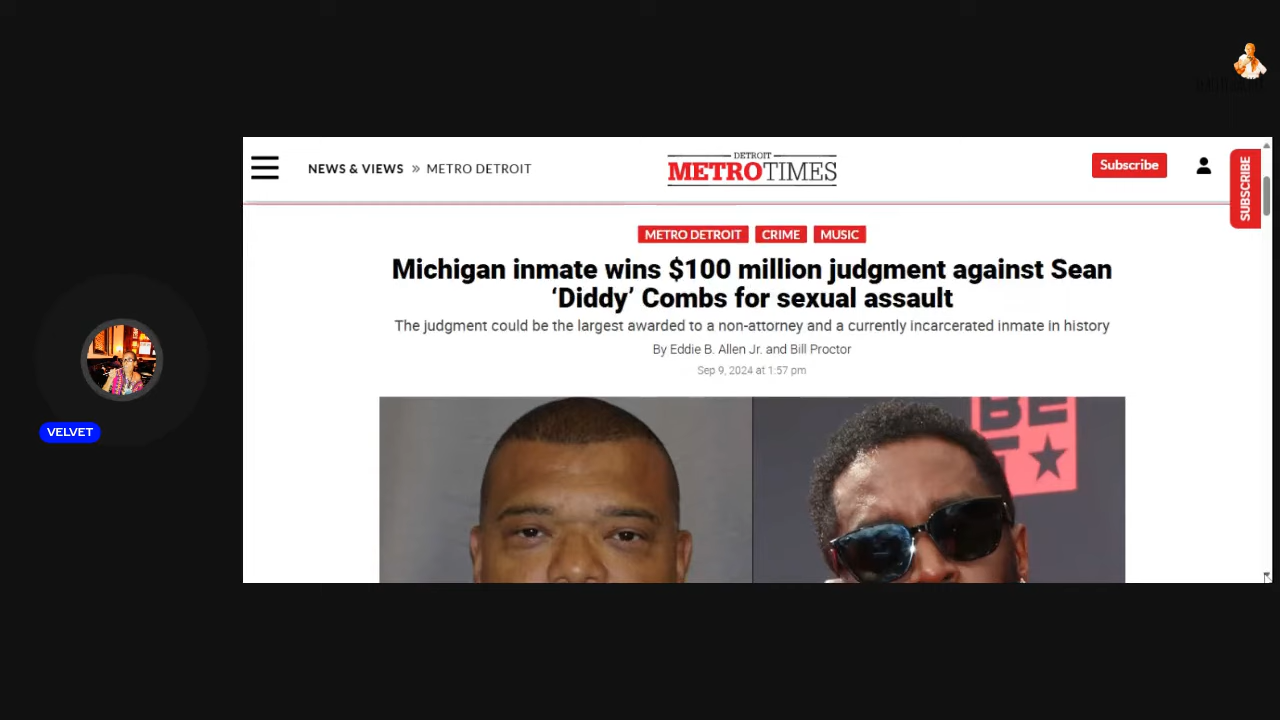 NEWS & VIEWS » METRO DETROIT
DETROIT
METROTIMES
Subscribe
SUBSCRIBE
METRO DETROIT CRIME MUSIC
Michigan inmate wins $100 million judgment against Sean
‘Diddy’ Combs for sexual assault
The judgment could be the largest awarded to a non-attorney and a currently incarcerated inmate in history
By Eddie B. Allen Jr. and Bill Proctor
Sep 9, 2024 at 1:57 pm
BE
VELVET